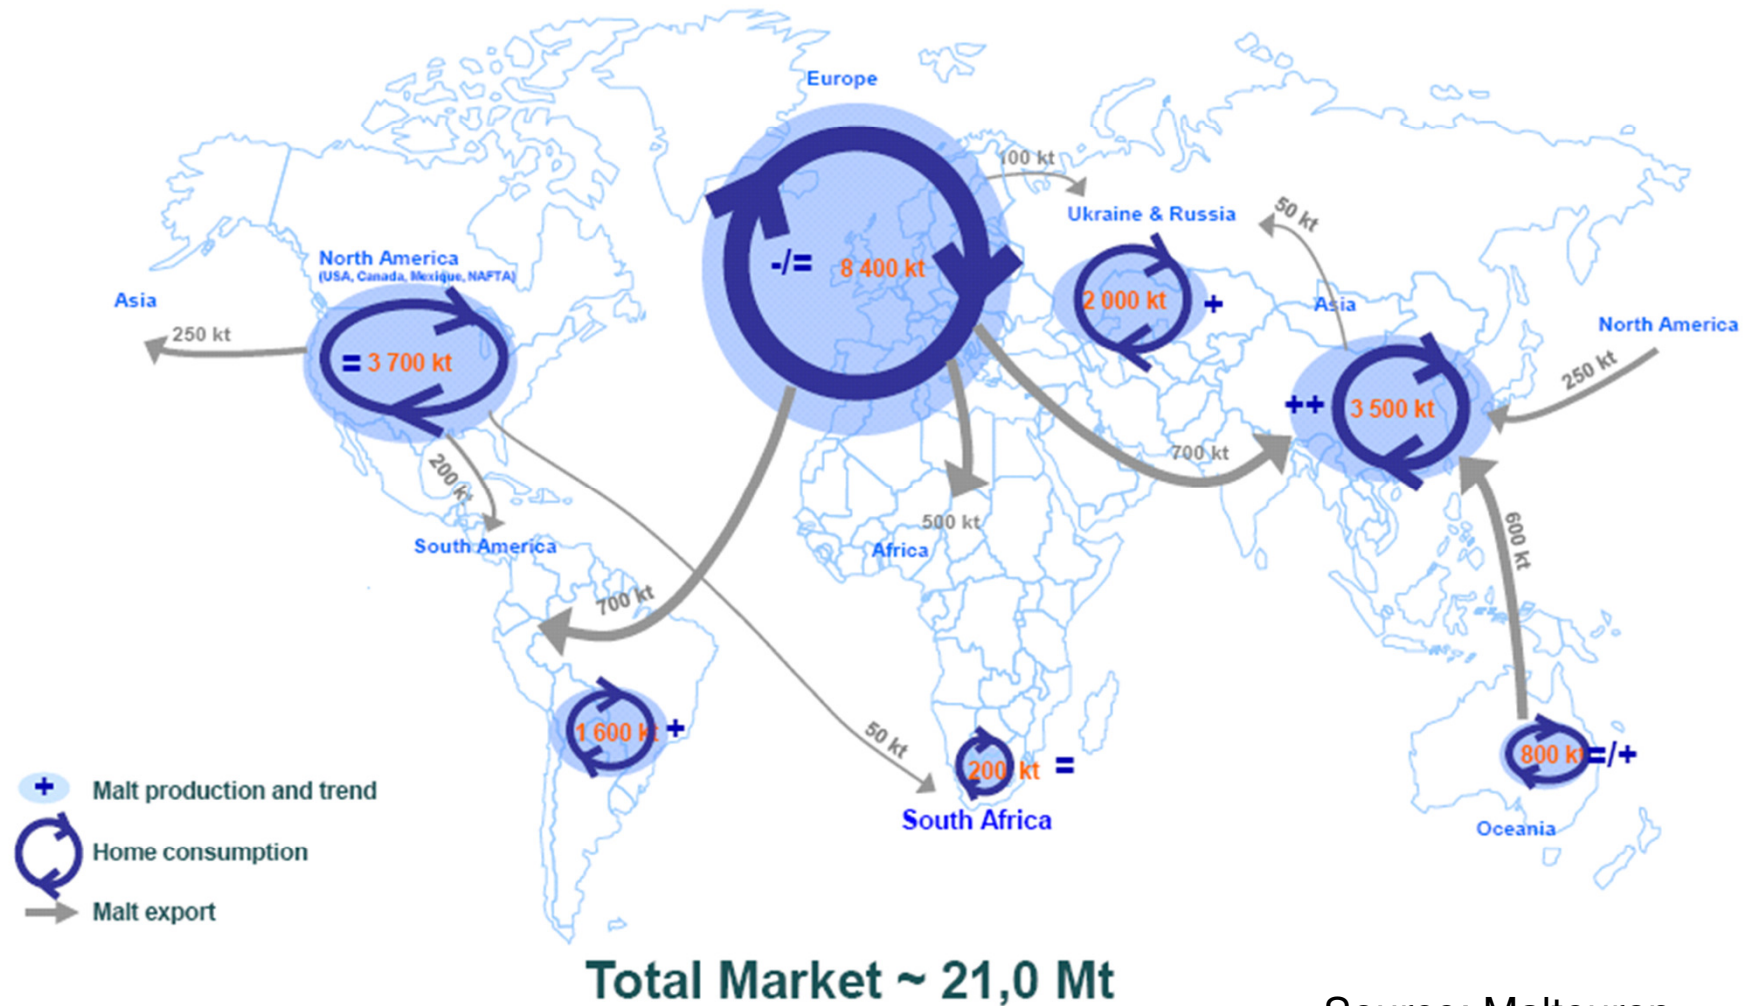 Europe
100 kt
Ukraine & Russia
50 kt
North America
(USA, Canada, Mexique, NAFTA)
-/= 8 400 kt
Asia
2 000 kt +
Asia
North America
250 kt
= 3 700 kt
250 kt
++ 3 500 kt
200 kt
700 kt
500 kt
600 kt
South America
Africa
700 kt
1 600 kt +
50 kt
200 kt =
800 kt =/+
South Africa
Oceania
+ Malt production and trend
Home consumption
Malt export
Total Market ~ 21,0 Mt